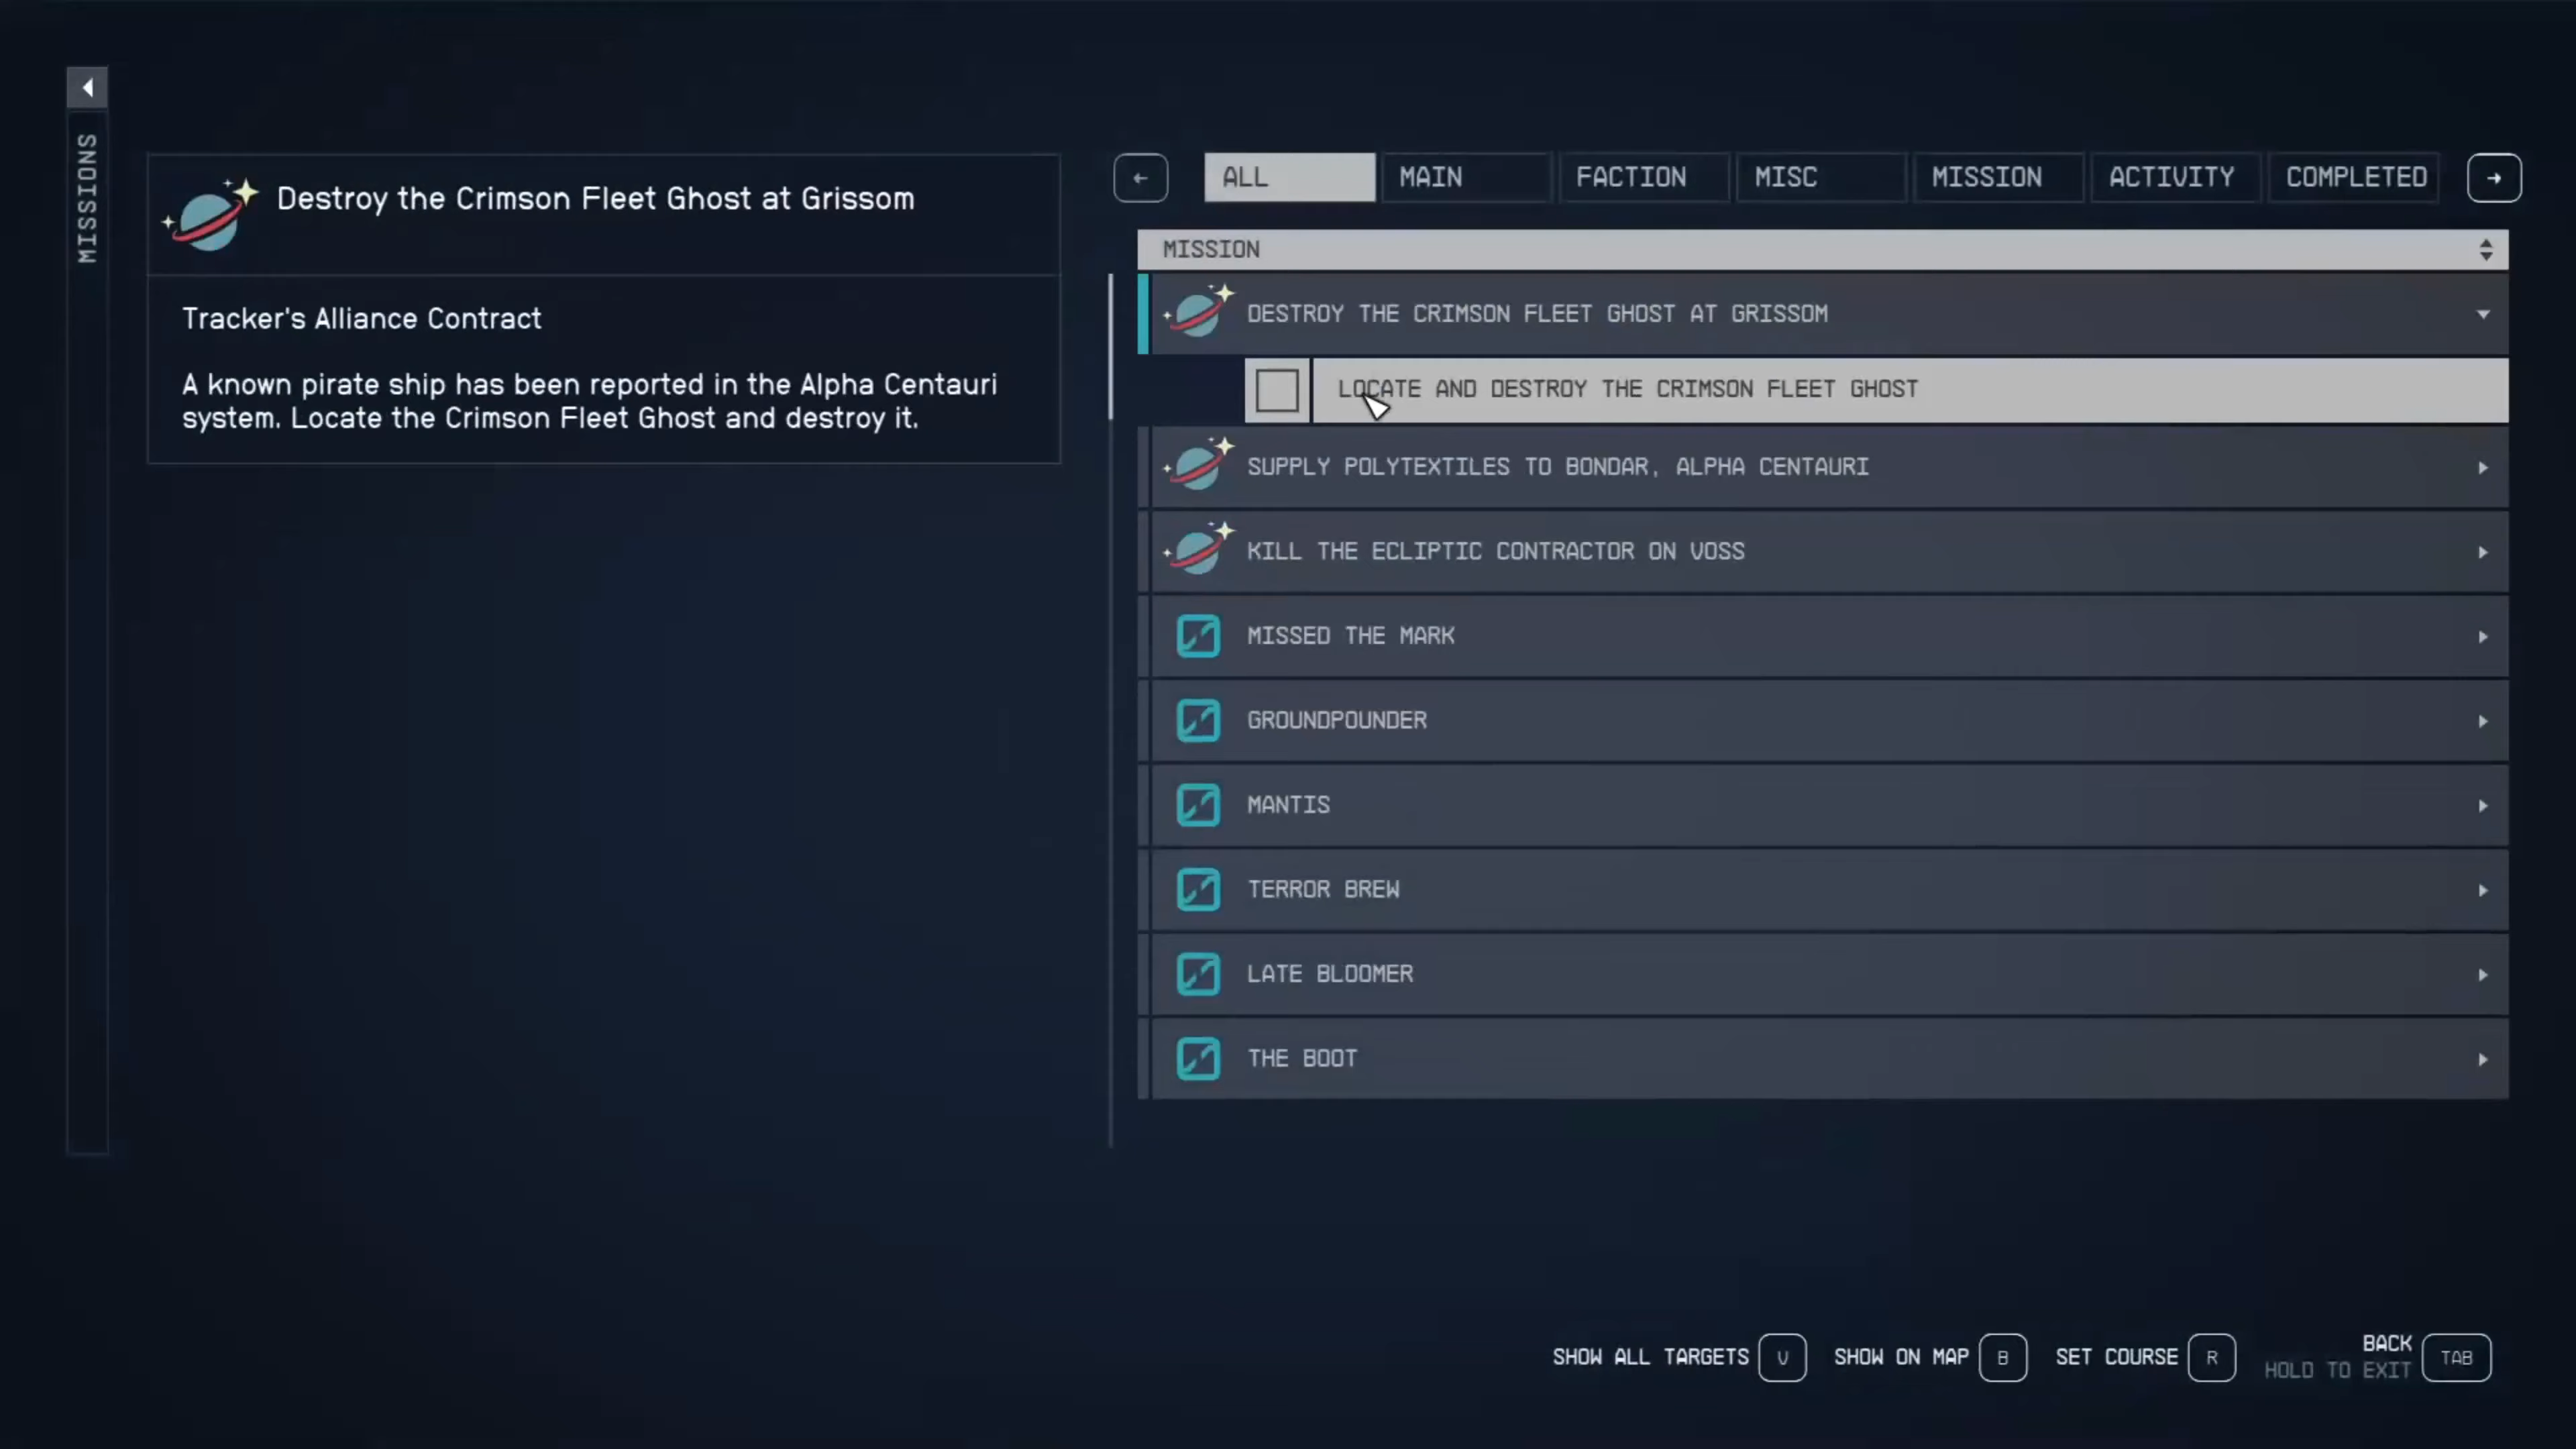 MISSIONS
Destroy the Crimson Fleet Ghost at Grissom
Tracker's Alliance Contract
A known pirate ship has been reported in the Alpha Centauri
system. Locate the Crimson Fleet Ghost and destroy it.
ALL MAIN FACTION MISC MISSION ACTIVITY COMPLETED
MISSION
DESTROY THE CRIMSON FLEET GHOST AT GRISSOM
LOCATE AND DESTROY THE CRIMSON FLEET GHOST
SUPPLY POLYTEXTILES TO BONDAR, ALPHA CENTAURI
KILL THE ECLIPTIC CONTRACTOR ON VOSS
MISSED THE MARK
GROUNDPOUNDER
MANTIS
TERROR BREW
LATE BLOOMER
THE BOOT
SHOW ALL TARGETS V SHOW ON MAP B SET COURSE R BACK TAB
HOLD TO EXIT